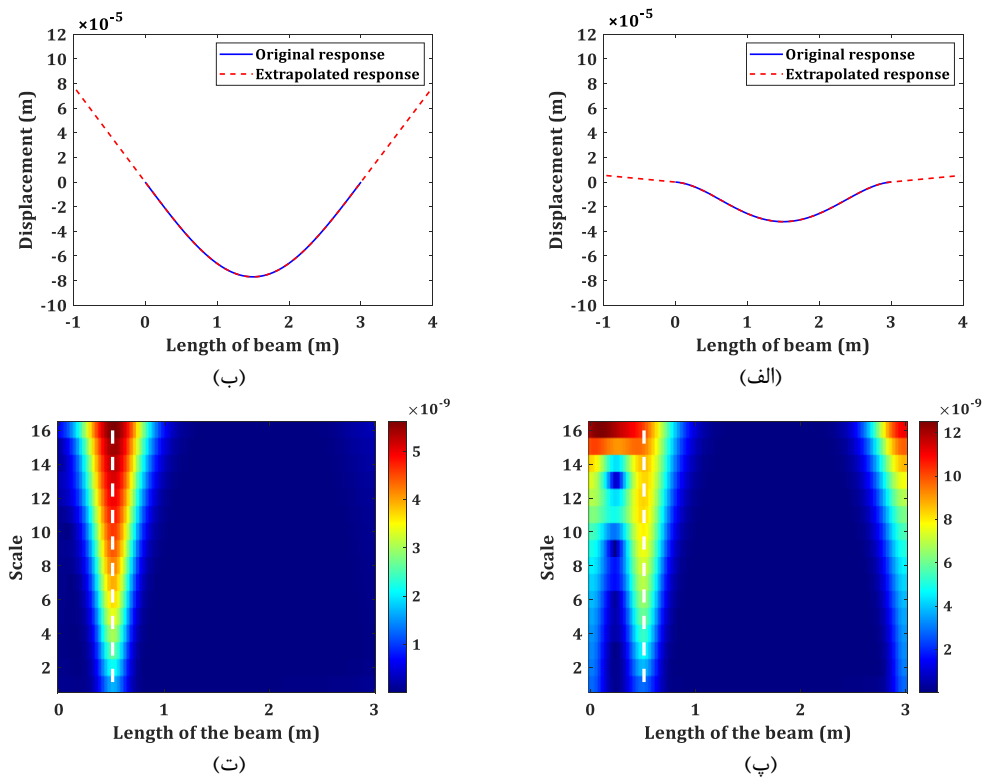 ×10⁻⁵
Original response
Extrapolated response
12
10
8
6
4
2
0
-2
-4
-6
-8
-10
Displacement (m)
-1 0 1 2 3 4
Length of beam (m)
(ب)
×10⁻⁵
Original response
Extrapolated response
12
10
8
6
4
2
0
-2
-4
-6
-8
-10
Displacement (m)
-1 0 1 2 3 4
Length of beam (m)
(الف)
×10⁻⁹
16
14
12
10
8
6
4
2
Scale
0 1 2 3
Length of the beam (m)
5
4
3
2
1
(ت)
×10⁻⁹
16
14
12
10
8
6
4
2
Scale
0 1 2 3
Length of the beam (m)
12
10
8
6
4
2
(پ)